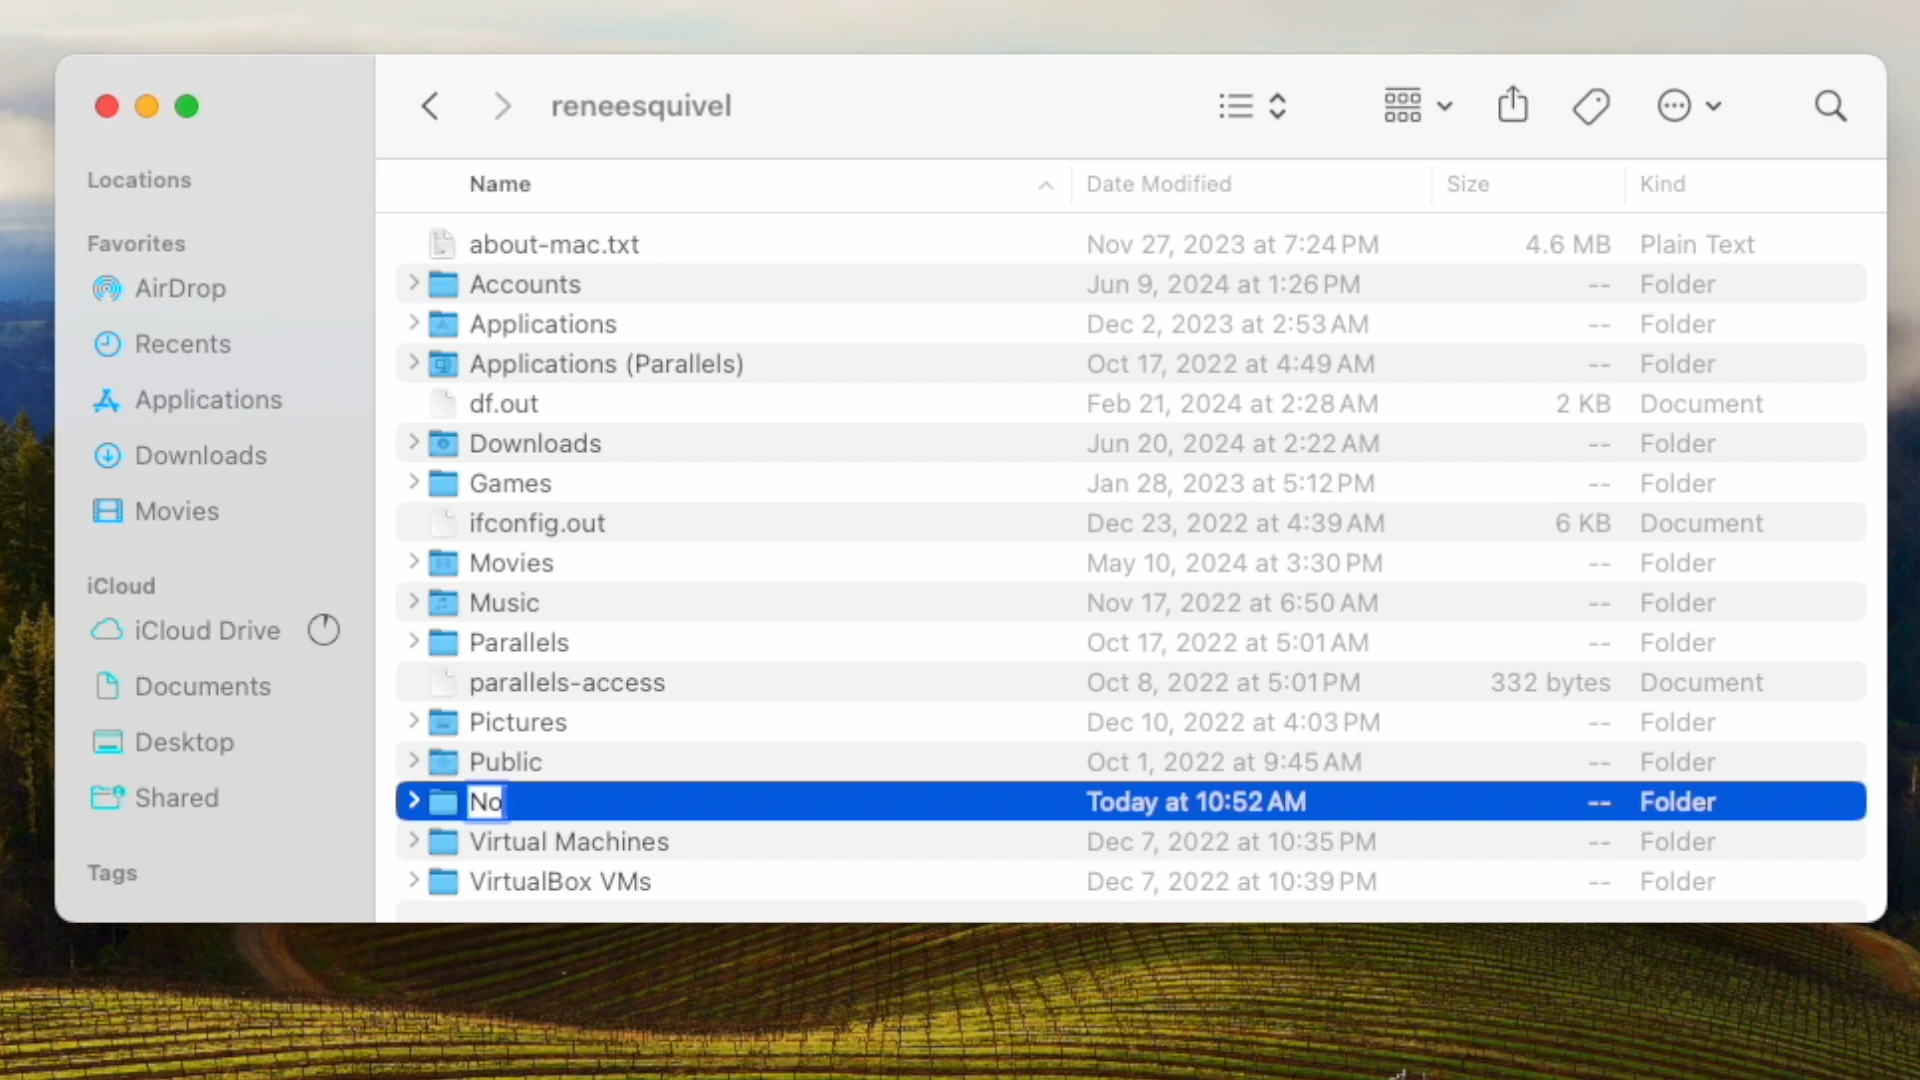 reneesquivel
Locations
Favorites
AirDrop
Recents
Applications
Downloads
Movies
iCloud
iCloud Drive
Documents
Desktop
Shared
Tags
Name Date Modified Size Kind
about-mac.txt Nov 27, 2023 at 7:24 PM 4.6 MB Plain Text
Accounts Jun 9, 2024 at 1:26 PM -- Folder
Applications Dec 2, 2023 at 2:53 AM -- Folder
Applications (Parallels) Oct 17, 2022 at 4:49 AM -- Folder
df.out Feb 21, 2024 at 2:28 AM 2 KB Document
Downloads Jun 20, 2024 at 2:22 AM -- Folder
Games Jan 28, 2023 at 5:12 PM -- Folder
ifconfig.out Dec 23, 2022 at 4:39 AM 6 KB Document
Movies May 10, 2024 at 3:30 PM -- Folder
Music Nov 17, 2022 at 6:50 AM -- Folder
Parallels Oct 17, 2022 at 5:01 AM -- Folder
parallels-access Oct 8, 2022 at 5:01 PM 332 bytes Document
Pictures Dec 10, 2022 at 4:03 PM -- Folder
Public Oct 1, 2022 at 9:45 AM -- Folder
No Today at 10:52 AM -- Folder
Virtual Machines Dec 7, 2022 at 10:35 PM -- Folder
VirtualBox VMs Dec 7, 2022 at 10:39 PM -- Folder